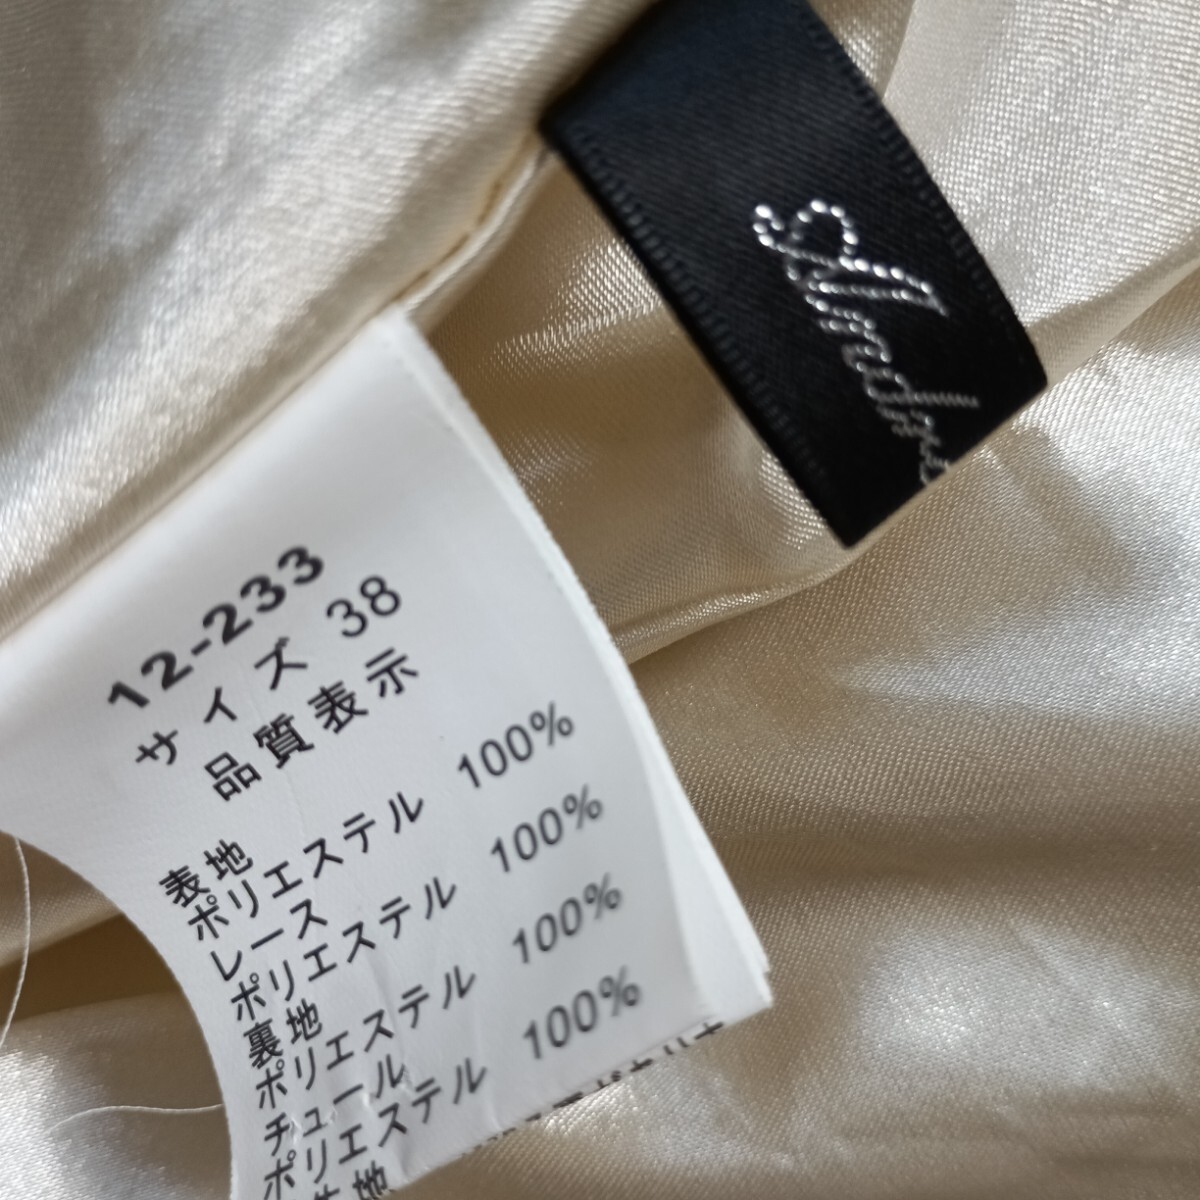 12-233
サイズ 38
品質表示
表地
ポリエステル 100%
レース
ポリエステル 100%
裏地
ポリエステル 100%
チュール
ポリエステル 100%